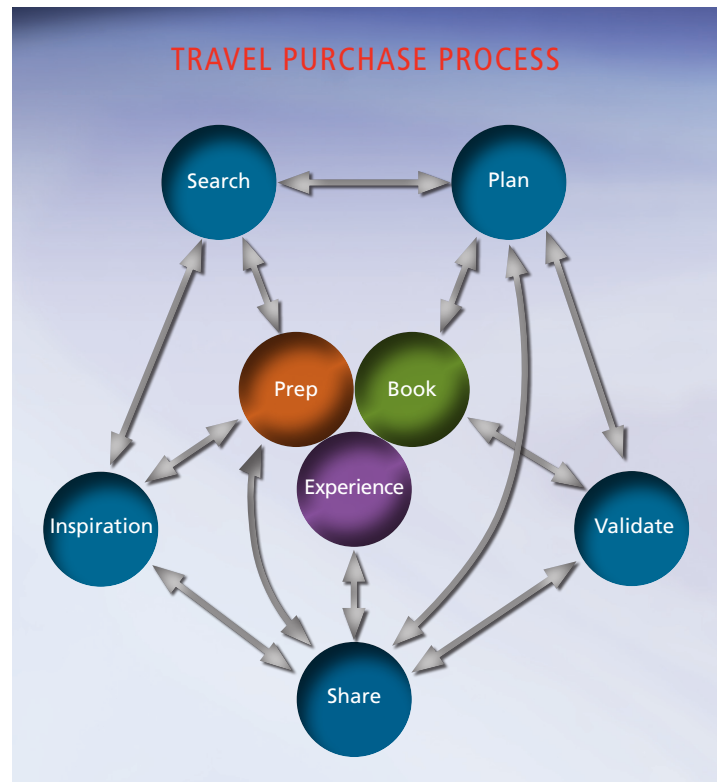 TRAVEL PURCHASE PROCESS
Search
Plan
Prep
Book
Experience
Inspiration
Validate
Share